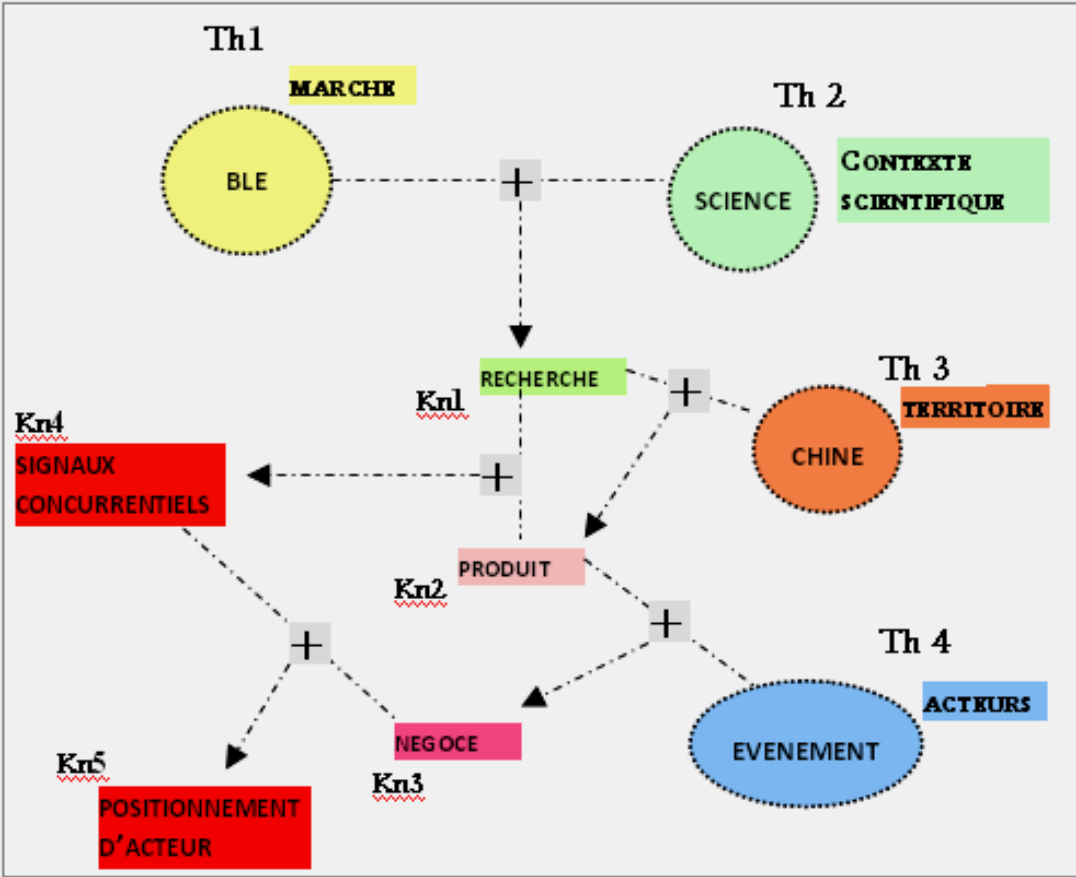 Th1
MARCHE
Th 2
BLE
+
SCIENCE
CONTEXTE
SCIENTIFIQUE
RECHERCHE
Kn1
+
Th 3
TERRITOIRE
CHINE
Kn4
SIGNAUX
CONCURRENTIELS
+
PRODUIT
Kn2
+
Th 4
ACTEURS
EVENEMENT
+
NEGOCE
Kn3
Kn5
POSITIONNEMENT
D'ACTEUR